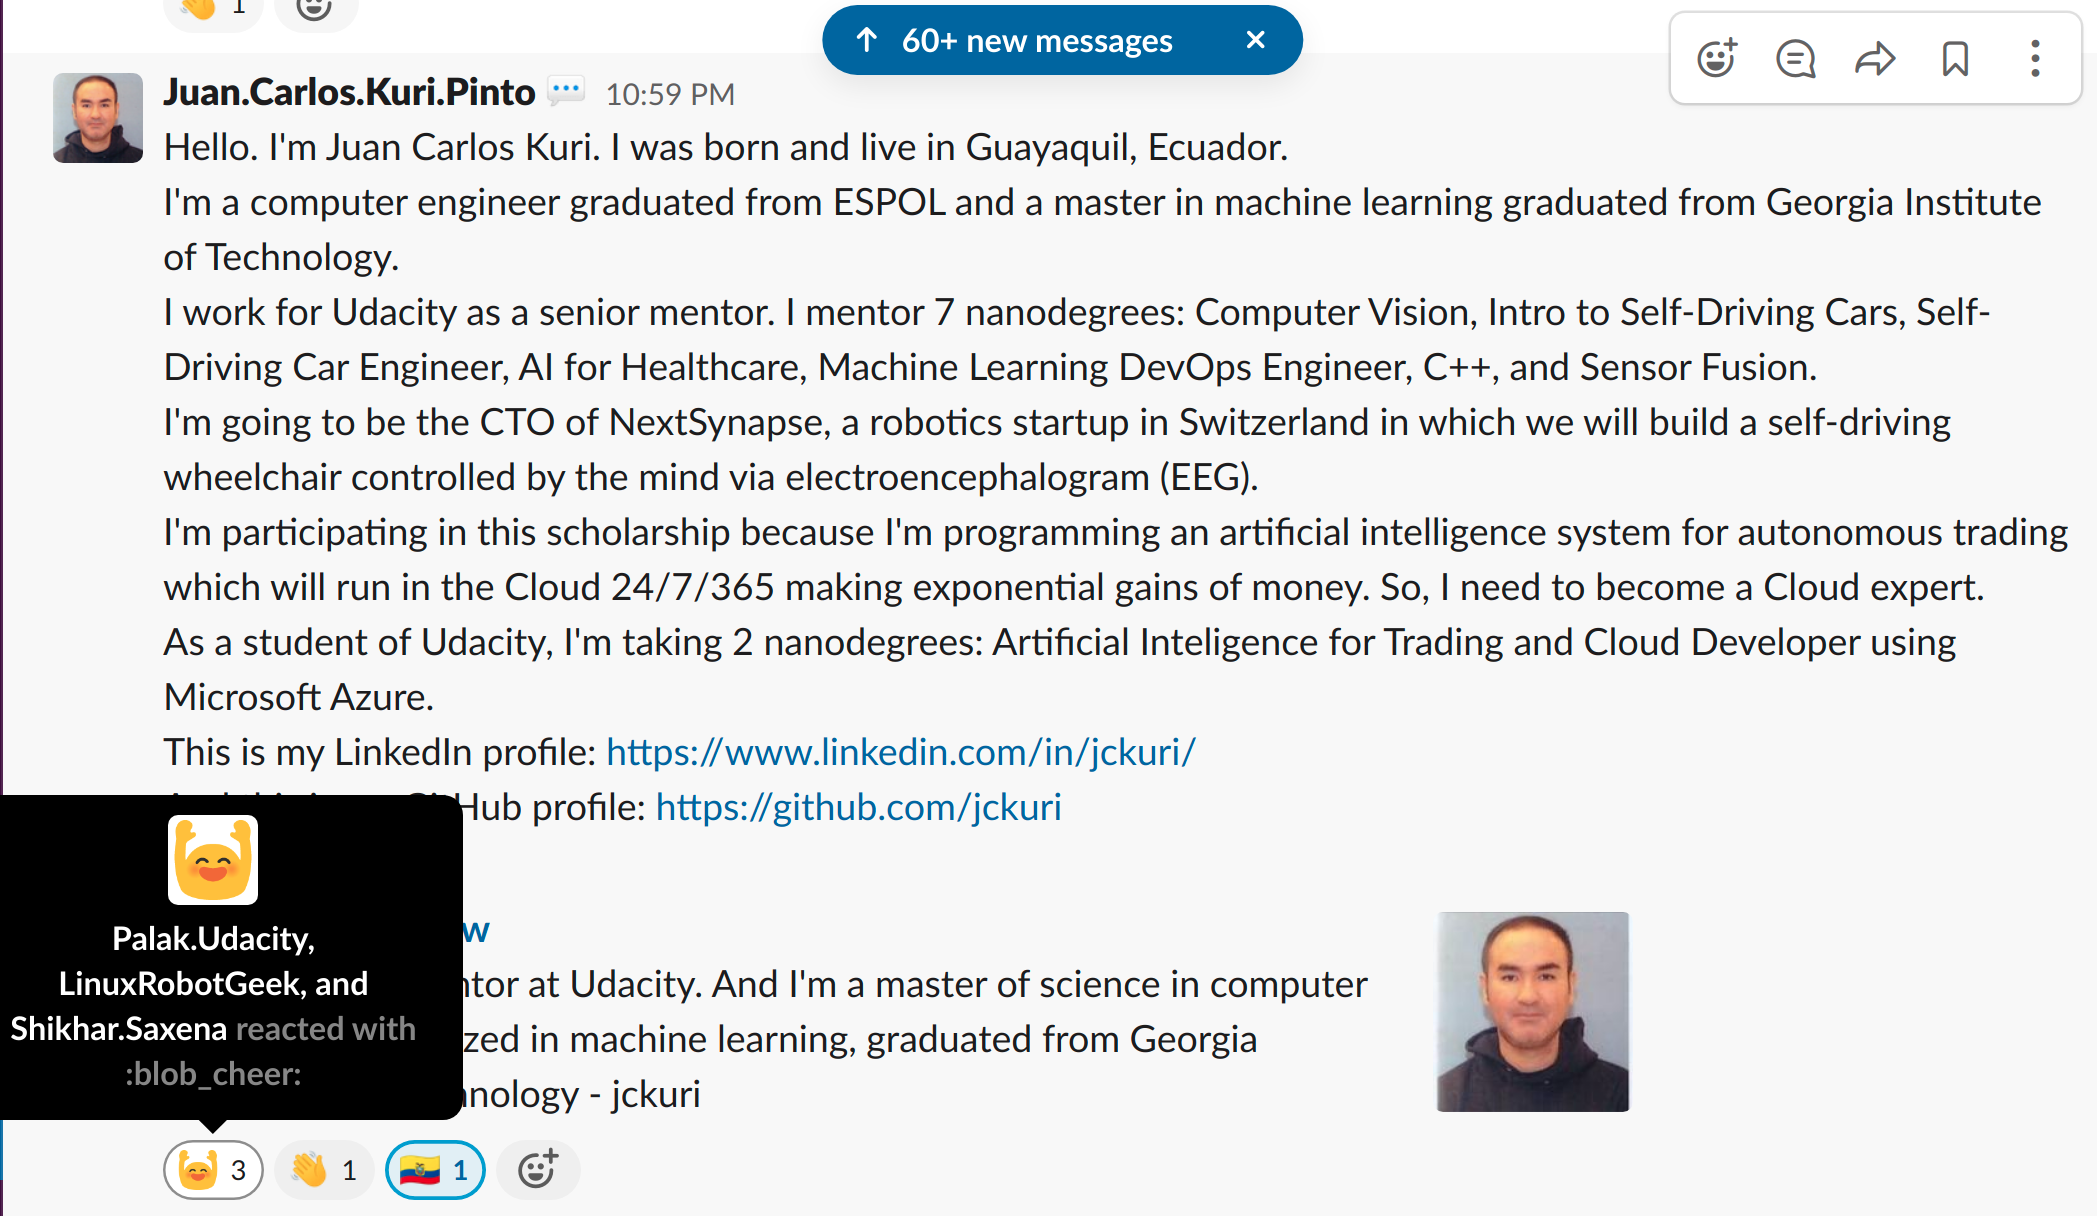 1
↑ 60+ new messages ×
Juan.Carlos.Kuri.Pinto 10:59 PM
Hello. I'm Juan Carlos Kuri. I was born and live in Guayaquil, Ecuador.
I'm a computer engineer graduated from ESPOL and a master in machine learning graduated from Georgia Institute
of Technology.
I work for Udacity as a senior mentor. I mentor 7 nanodegrees: Computer Vision, Intro to Self-Driving Cars, Self-
Driving Car Engineer, AI for Healthcare, Machine Learning DevOps Engineer, C++, and Sensor Fusion.
I'm going to be the CTO of NextSynapse, a robotics startup in Switzerland in which we will build a self-driving
wheelchair controlled by the mind via electroencephalogram (EEG).
I'm participating in this scholarship because I'm programming an artificial intelligence system for autonomous trading
which will run in the Cloud 24/7/365 making exponential gains of money. So, I need to become a Cloud expert.
As a student of Udacity, I'm taking 2 nanodegrees: Artificial Inteligence for Trading and Cloud Developer using
Microsoft Azure.
This is my LinkedIn profile: https://www.linkedin.com/in/jckuri/
Hub profile: https://github.com/jckuri
w
ntor at Udacity. And I'm a master of science in computer
zed in machine learning, graduated from Georgia
nology - jckuri
Palak.Udacity,
LinuxRobotGeek, and
Shikhar.Saxena reacted with
:blob_cheer:
3 1 1